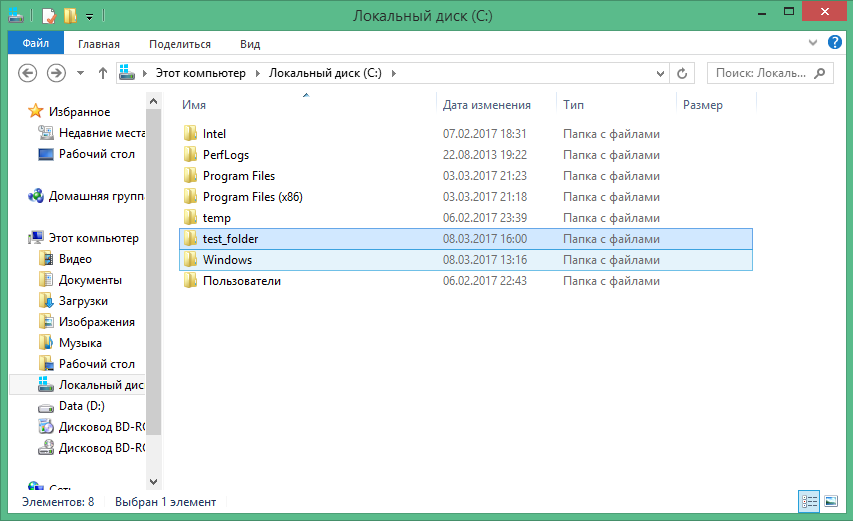 Локальный диск (C:)
Файл Главная Поделиться Вид
Этот компьютер Локальный диск (C:) Поиск: Локаль...
Имя Дата изменения Тип Размер
Избранное
Недавние места
Рабочий стол
Домашняя групп
Этот компьютер
Видео
Документы
Загрузки
Изображения
Музыка
Рабочий стол
Локальный дис
Data (D:)
Дисковод BD-RO
Дисковод BD-RO
Сеть
Intel 07.02.2017 18:31 Папка с файлами
PerfLogs 22.08.2013 19:22 Папка с файлами
Program Files 03.03.2017 21:23 Папка с файлами
Program Files (x86) 03.03.2017 21:18 Папка с файлами
temp 06.02.2017 23:39 Папка с файлами
test_folder 08.03.2017 16:00 Папка с файлами
Windows 08.03.2017 13:16 Папка с файлами
Пользователи 06.02.2017 22:43 Папка с файлами
Элементов: 8 Выбран 1 элемент